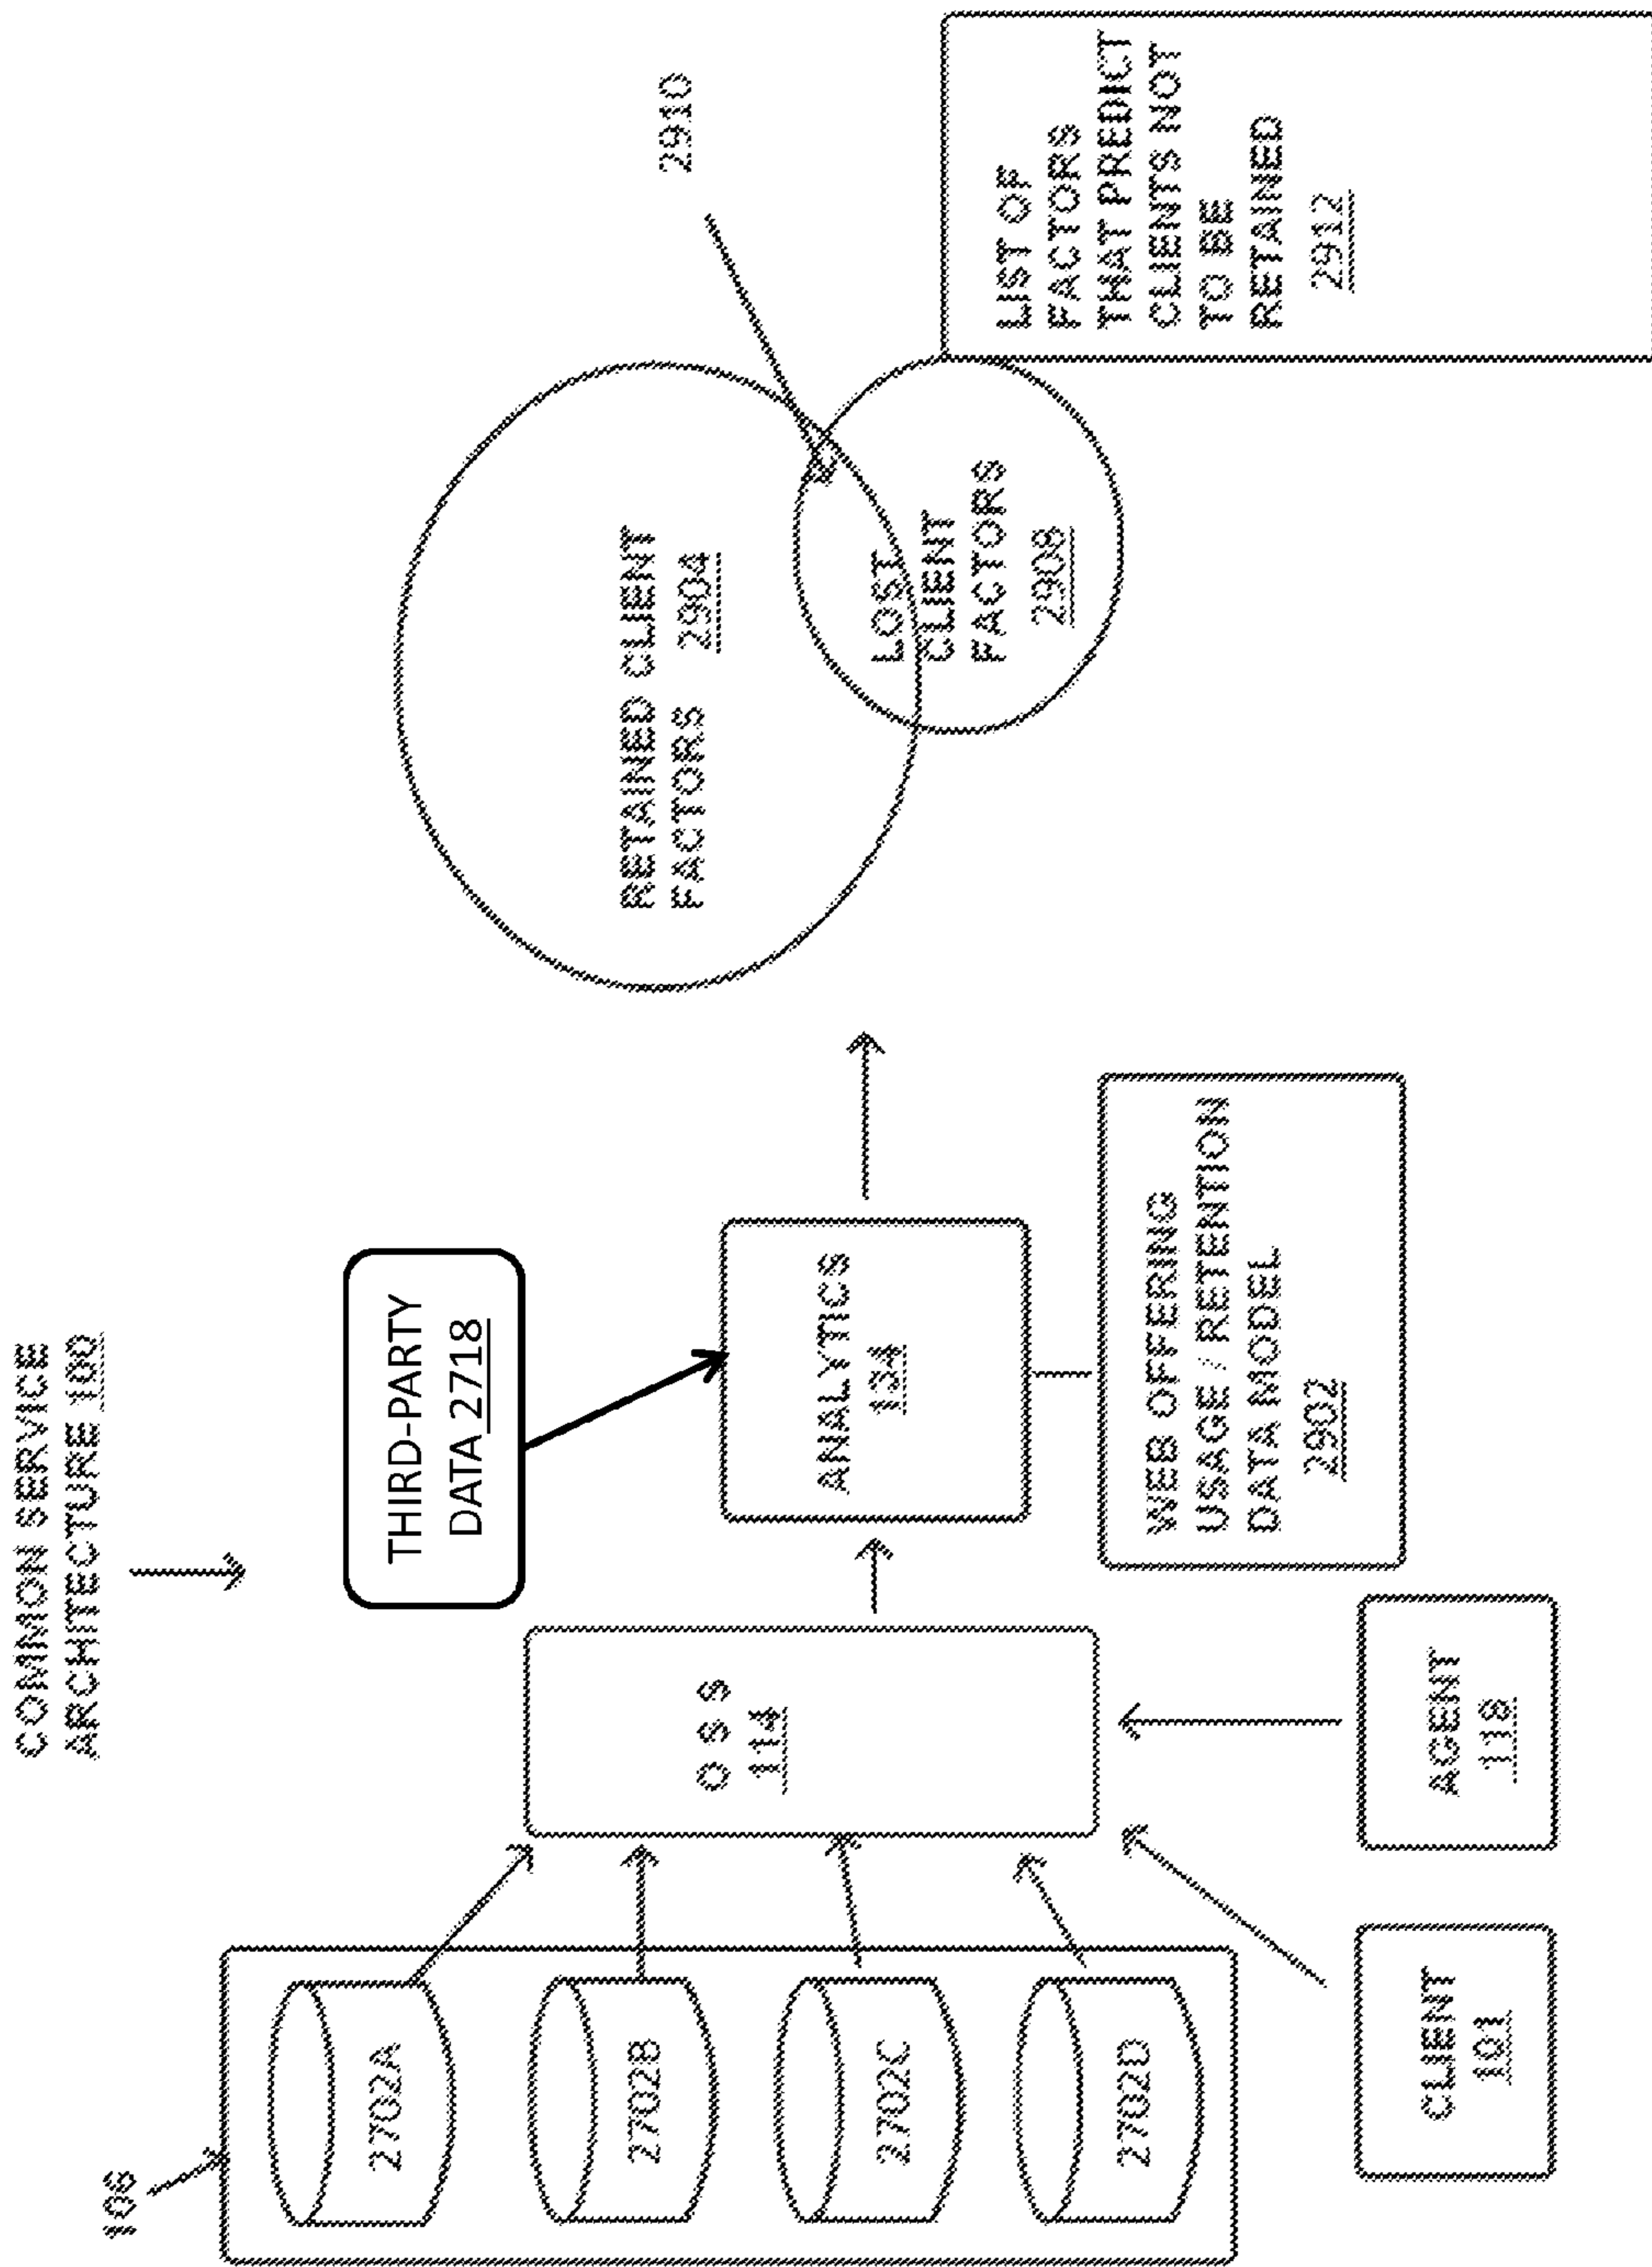 COMMON SERVICE
ARCHITECTURE 100
106
2702A
2702B
2702C
2702D
CLIENT
101
AGENT
118
O S S
114
THIRD-PARTY
DATA 2718
ANALYTICS
134
WEB OFFERING
USAGE / RETENTION
DATA MODEL
2902
RETAINED CLIENT
FACTORS 2904
LOST
CLIENT
FACTORS
2908
2910
LIST OF
FACTORS
THAT PREDICT
CLIENTS NOT
TO BE
RETAINED
2912